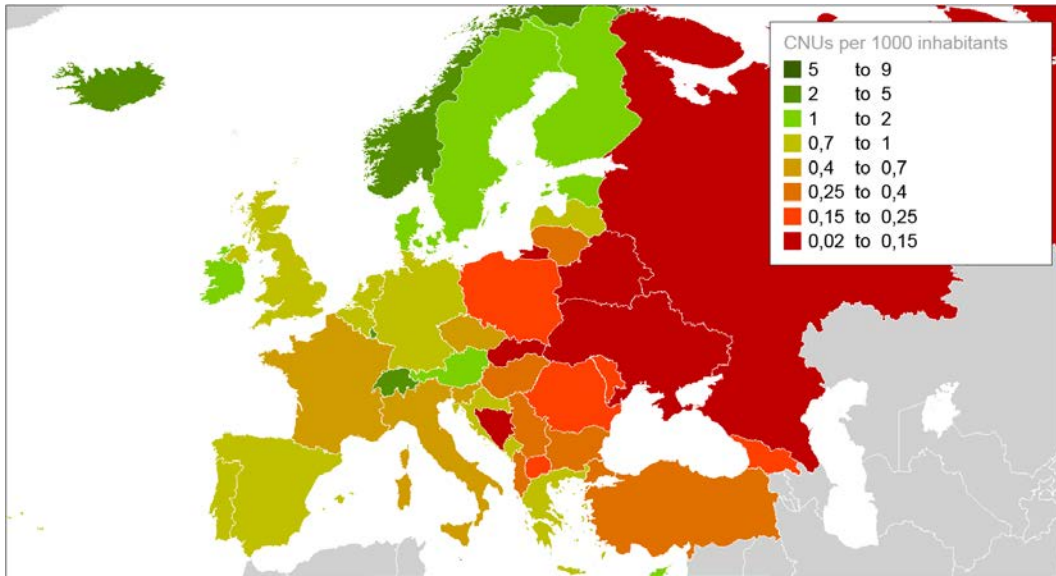 CNUs per 1000 inhabitants
5 to 9
2 to 5
1 to 2
0,7 to 1
0,4 to 0,7
0,25 to 0,4
0,15 to 0,25
0,02 to 0,15